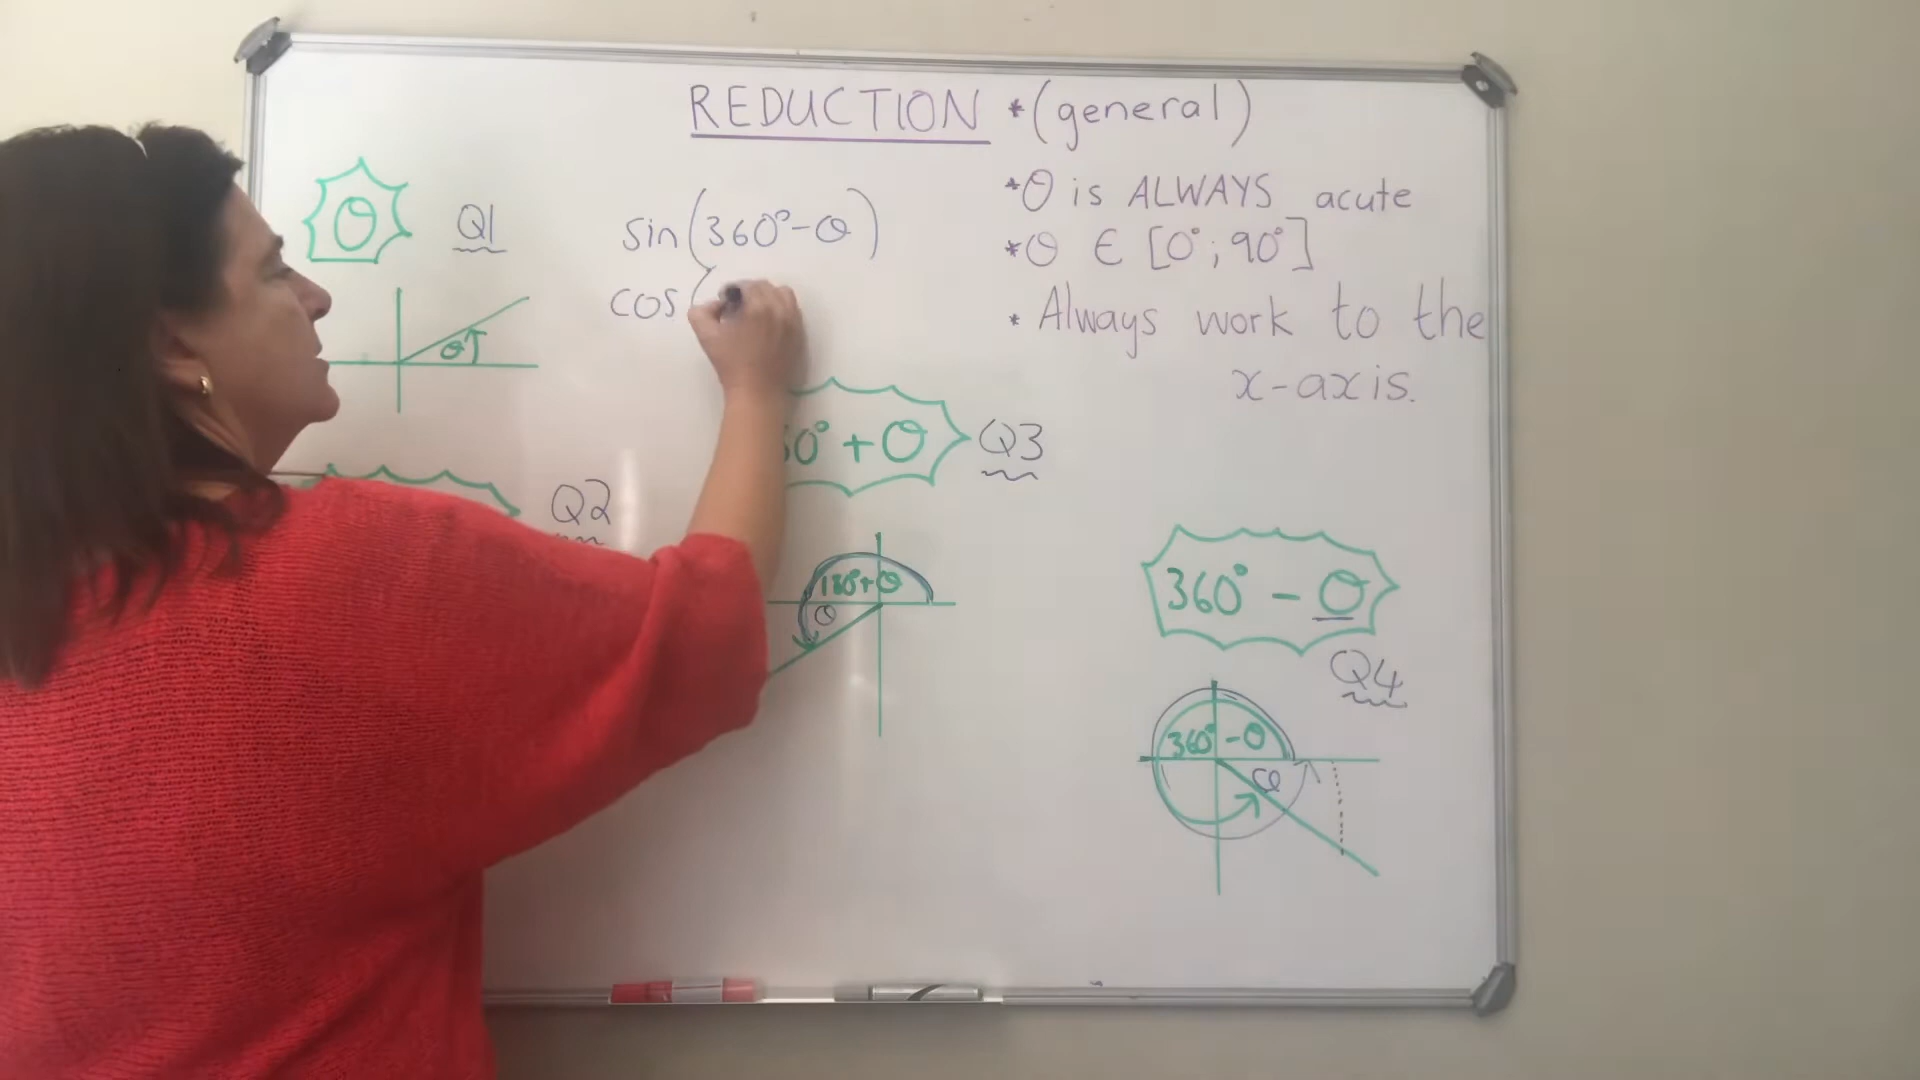 REDUCTION *(general)
*θ is ALWAYS acute
*θ ∈ [0°; 90°]
* Always work to the
x-axis.
θ Q1
θ
sin(360°-θ)
cos(
Q2
0° + θ Q3
180°+θ
θ
360° - θ
Q4
360° - θ
θ